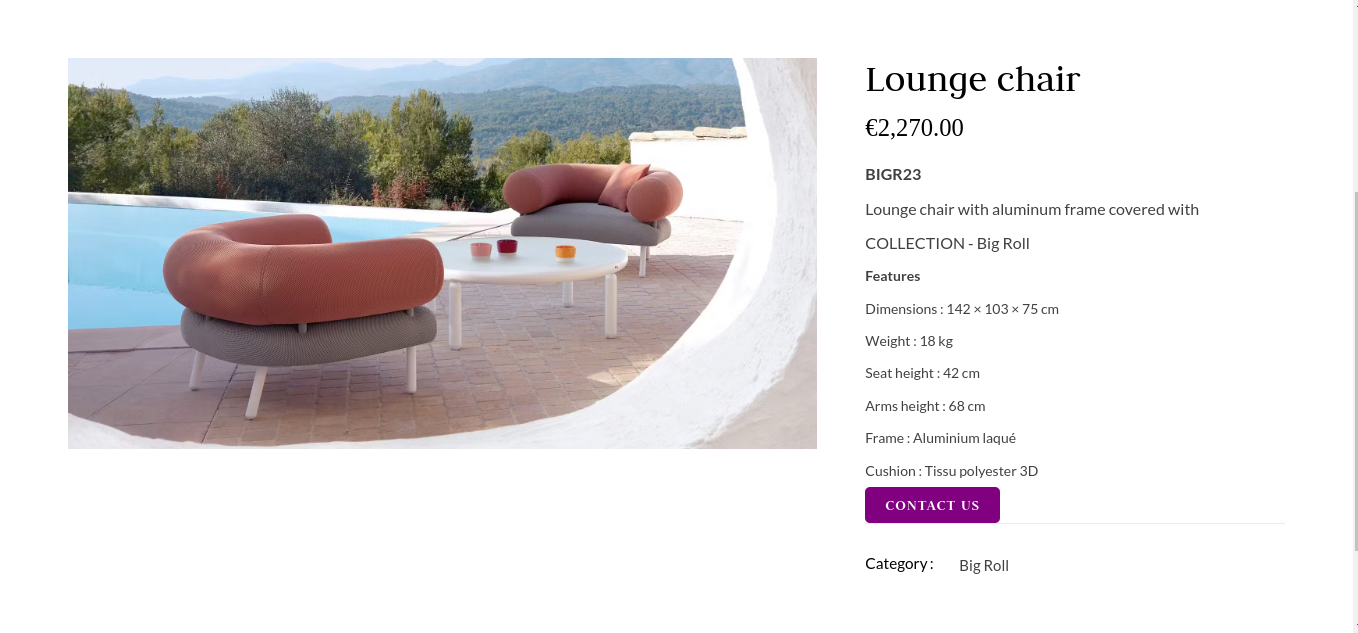 Lounge chair
€2,270.00
BIGR23
Lounge chair with aluminum frame covered with
COLLECTION - Big Roll
Features
Dimensions : 142 × 103 × 75 cm
Weight : 18 kg
Seat height : 42 cm
Arms height : 68 cm
Frame : Aluminium laqué
Cushion : Tissu polyester 3D
CONTACT US
Category : Big Roll